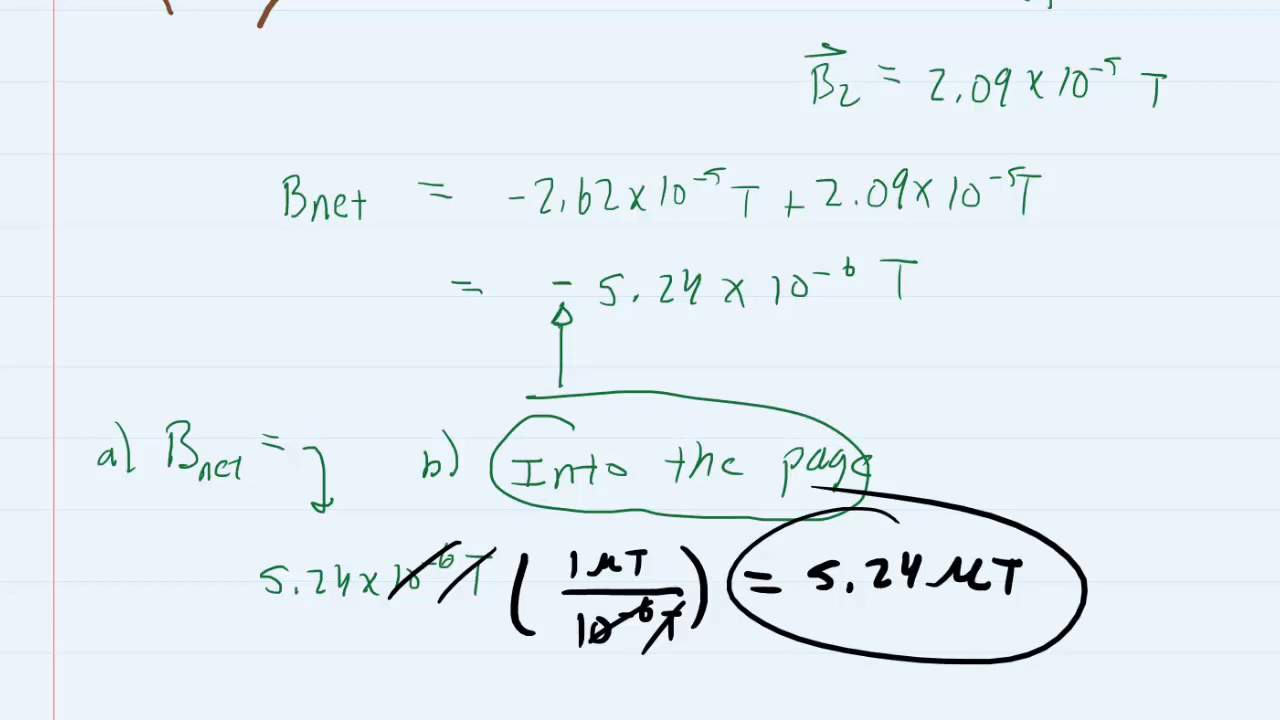 B₂ = 2.09 × 10⁻⁵ T
Bnet = -2.62 × 10⁻⁵ T + 2.09 × 10⁻⁵ T
= - 5.24 × 10⁻⁶ T
a) Bnet = b) Into the page
5.24 × 10⁻⁶ T ( 1 μT / 10⁻⁶ T ) = 5.24 μT